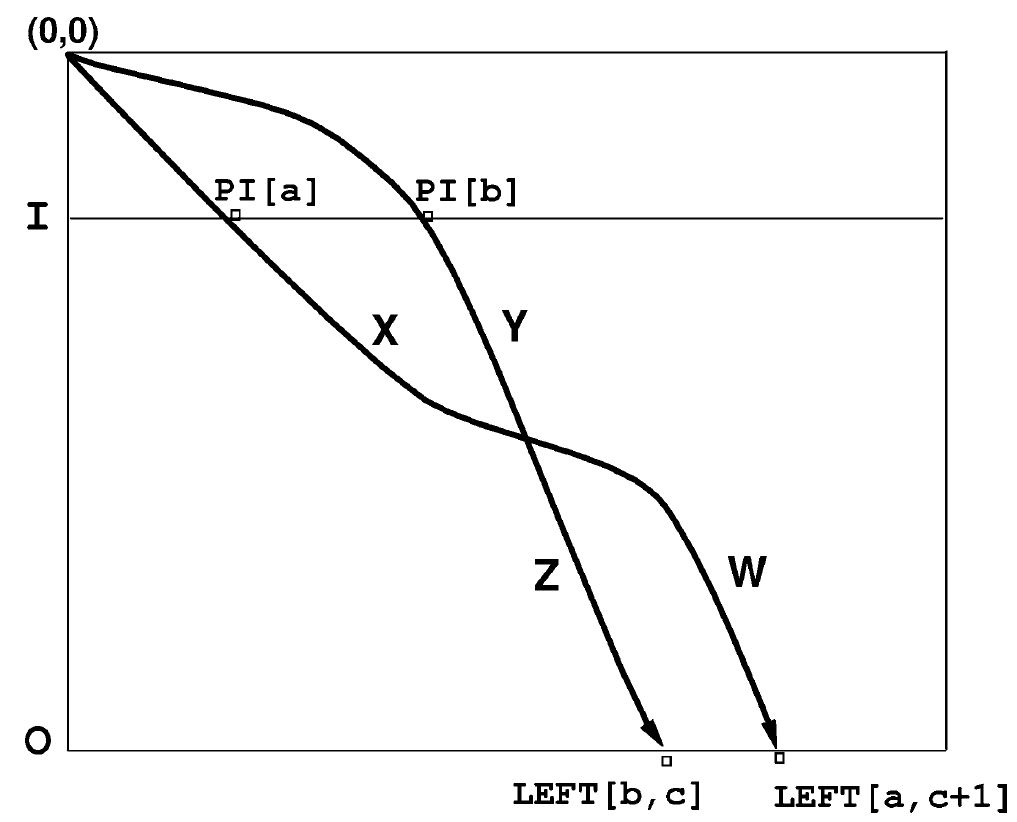 (0,0)
PI[a] PI[b]
I
X Y
Z W
O
LEFT[b,c] LEFT[a,c+1]